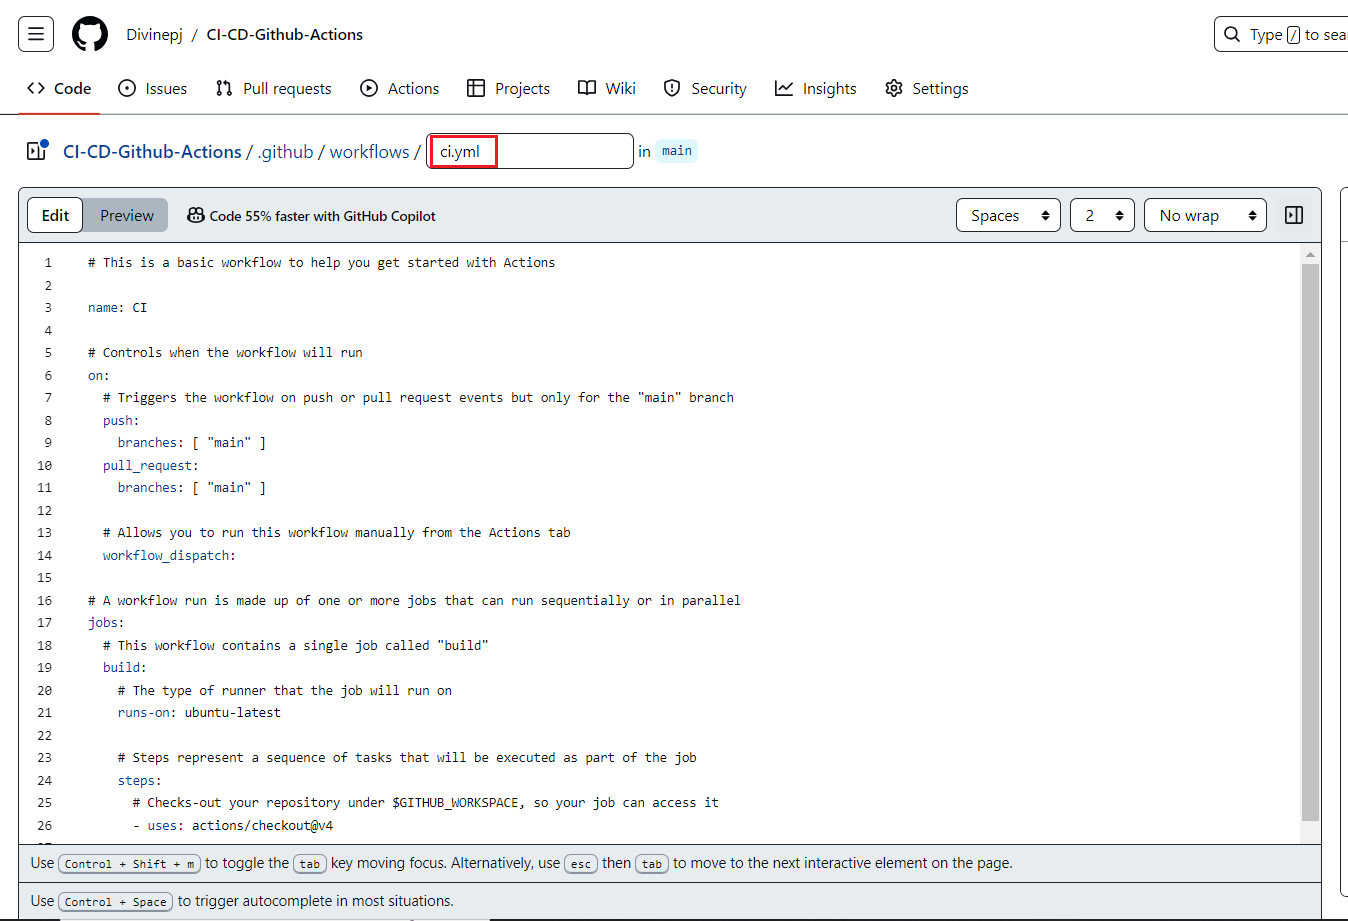 Divinepj / CI-CD-Github-Actions
Type / to sea
Code Issues Pull requests Actions Projects Wiki Security Insights Settings
CI-CD-Github-Actions / .github / workflows / ci.yml in main
Edit Preview Code 55% faster with GitHub Copilot Spaces 2 No wrap
1 # This is a basic workflow to help you get started with Actions
2
3 name: CI
4
5 # Controls when the workflow will run
6 on:
7 # Triggers the workflow on push or pull request events but only for the "main" branch
8 push:
9 branches: [ "main" ]
10 pull_request:
11 branches: [ "main" ]
12
13 # Allows you to run this workflow manually from the Actions tab
14 workflow_dispatch:
15
16 # A workflow run is made up of one or more jobs that can run sequentially or in parallel
17 jobs:
18 # This workflow contains a single job called "build"
19 build:
20 # The type of runner that the job will run on
21 runs-on: ubuntu-latest
22
23 # Steps represent a sequence of tasks that will be executed as part of the job
24 steps:
25 # Checks-out your repository under $GITHUB_WORKSPACE, so your job can access it
26 - uses: actions/checkout@v4
Use Control + Shift + m to toggle the tab key moving focus. Alternatively, use esc then tab to move to the next interactive element on the page.
Use Control + Space to trigger autocomplete in most situations.